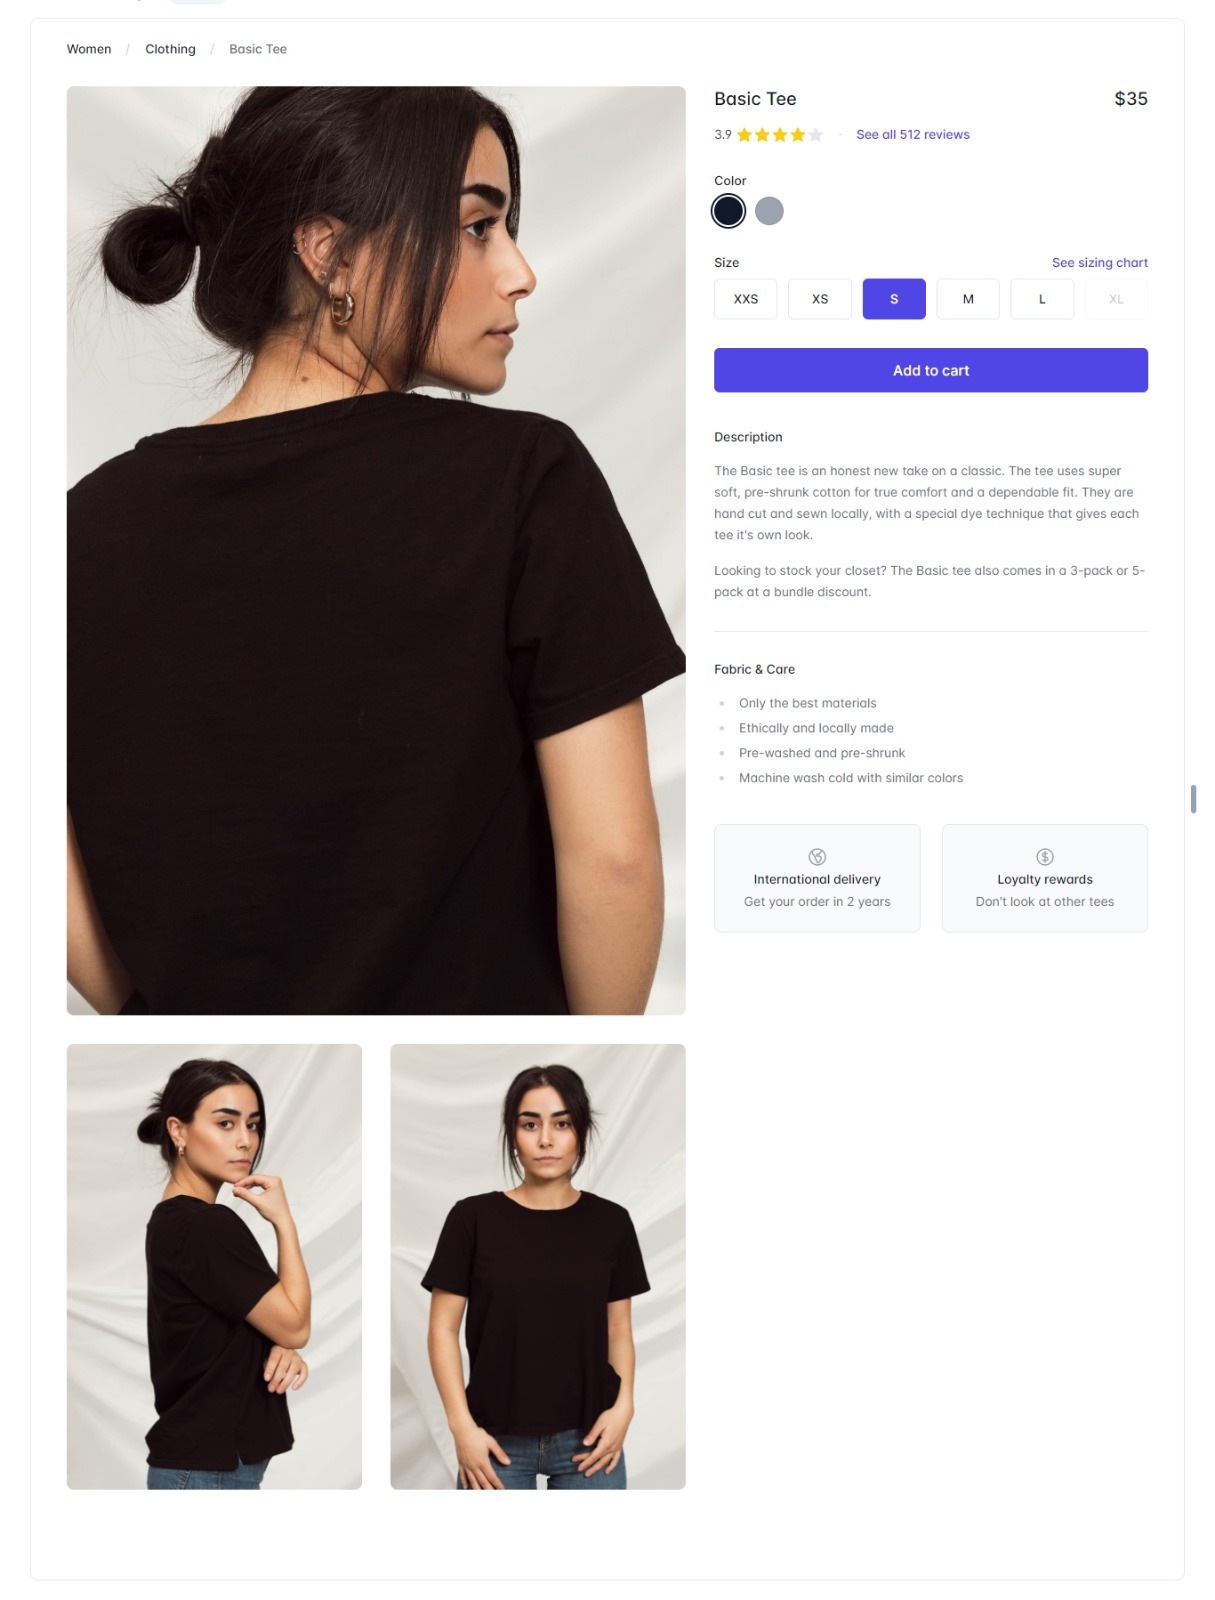 Women / Clothing / Basic Tee
Basic Tee
$35
3.9 · See all 512 reviews
Color
Size
See sizing chart
XXS XS S M L XL
Add to cart
Description
The Basic tee is an honest new take on a classic. The tee uses super
soft, pre-shrunk cotton for true comfort and a dependable fit. They are
hand cut and sewn locally, with a special dye technique that gives each
tee it's own look.
Looking to stock your closet? The Basic tee also comes in a 3-pack or 5-
pack at a bundle discount.
Fabric & Care
Only the best materials
Ethically and locally made
Pre-washed and pre-shrunk
Machine wash cold with similar colors
International delivery
Get your order in 2 years
Loyalty rewards
Don't look at other tees